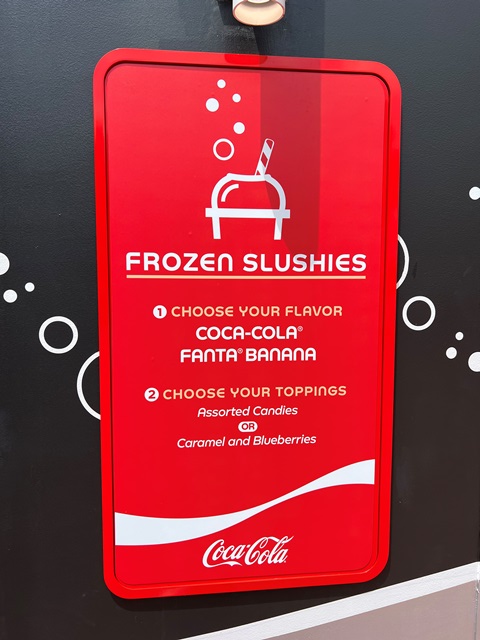 FROZEN SLUSHIES
1 CHOOSE YOUR FLAVOR
COCA-COLA®
FANTA® BANANA
2 CHOOSE YOUR TOPPINGS
Assorted Candies
OR
Caramel and Blueberries
Coca-Cola